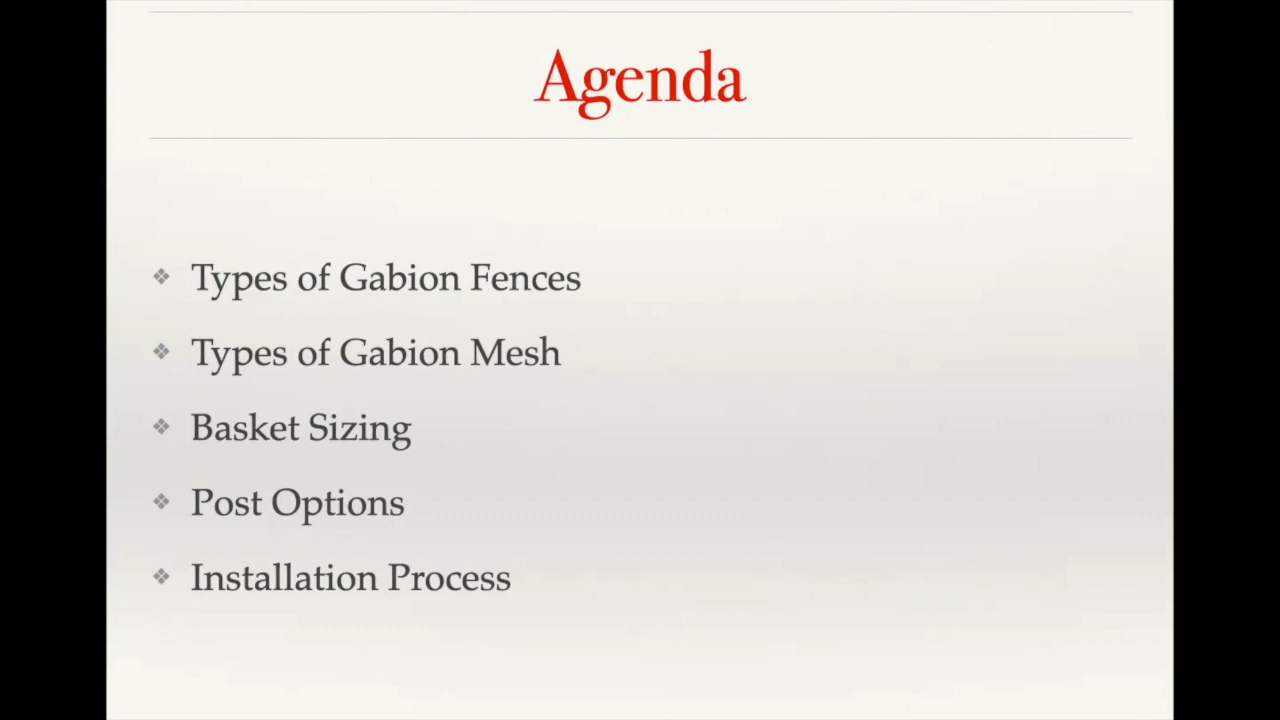 Agenda
❖ Types of Gabion Fences
❖ Types of Gabion Mesh
❖ Basket Sizing
❖ Post Options
❖ Installation Process